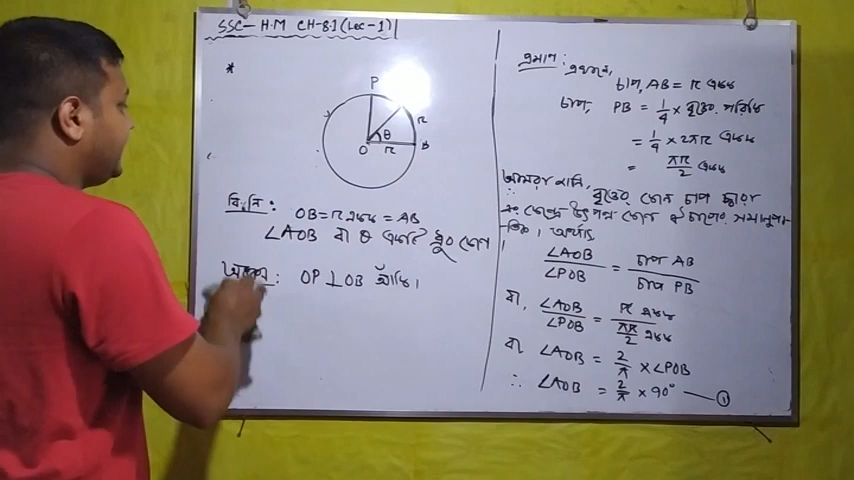 SSC - H.M CH-8.1 (Lec-1)
*
P
r
θ
O
r
B
বি:নি:
OB = r একক = AB
∠AOB বা θ একটি ধ্রুব কোণ
অঙ্কন: OP ⊥ OB আঁকি।
প্রমাণ: এখানে,
চাপ, AB = r একক
চাপ, PB = 1/4 × বৃত্তের পরিধি
= 1/4 × 2πr একক
= πr/2 একক
আমরা জানি,
∴ বৃত্তের কোন চাপ দ্বারা
কেন্দ্রে উৎপন্ন কোণ ঐ চাপের সমানুপা-
-তিক। অর্থাৎ
∠AOB/∠POB = চাপ AB/চাপ PB
বা, ∠AOB/∠POB = r একক/πr/2 একক
বা ∠AOB = 2/π × ∠POB
∴ ∠AOB = 2/π × 90° — ①